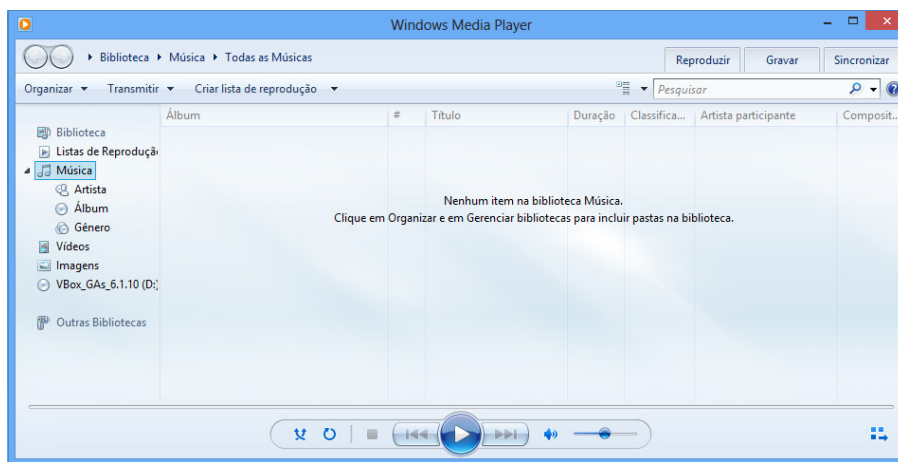 Windows Media Player
Biblioteca Música Todas as Músicas
Reproduzir Gravar Sincronizar
Organizar Transmitir Criar lista de reprodução Pesquisar
Álbum # Título Duração Classifica... Artista participante Composit...
Biblioteca
Listas de Reproduçã
Música
Artista
Álbum
Gênero
Vídeos
Imagens
VBox_GAs_6.1.10 (D:)
Outras Bibliotecas
Nenhum item na biblioteca Música.
Clique em Organizar e em Gerenciar bibliotecas para incluir pastas na biblioteca.